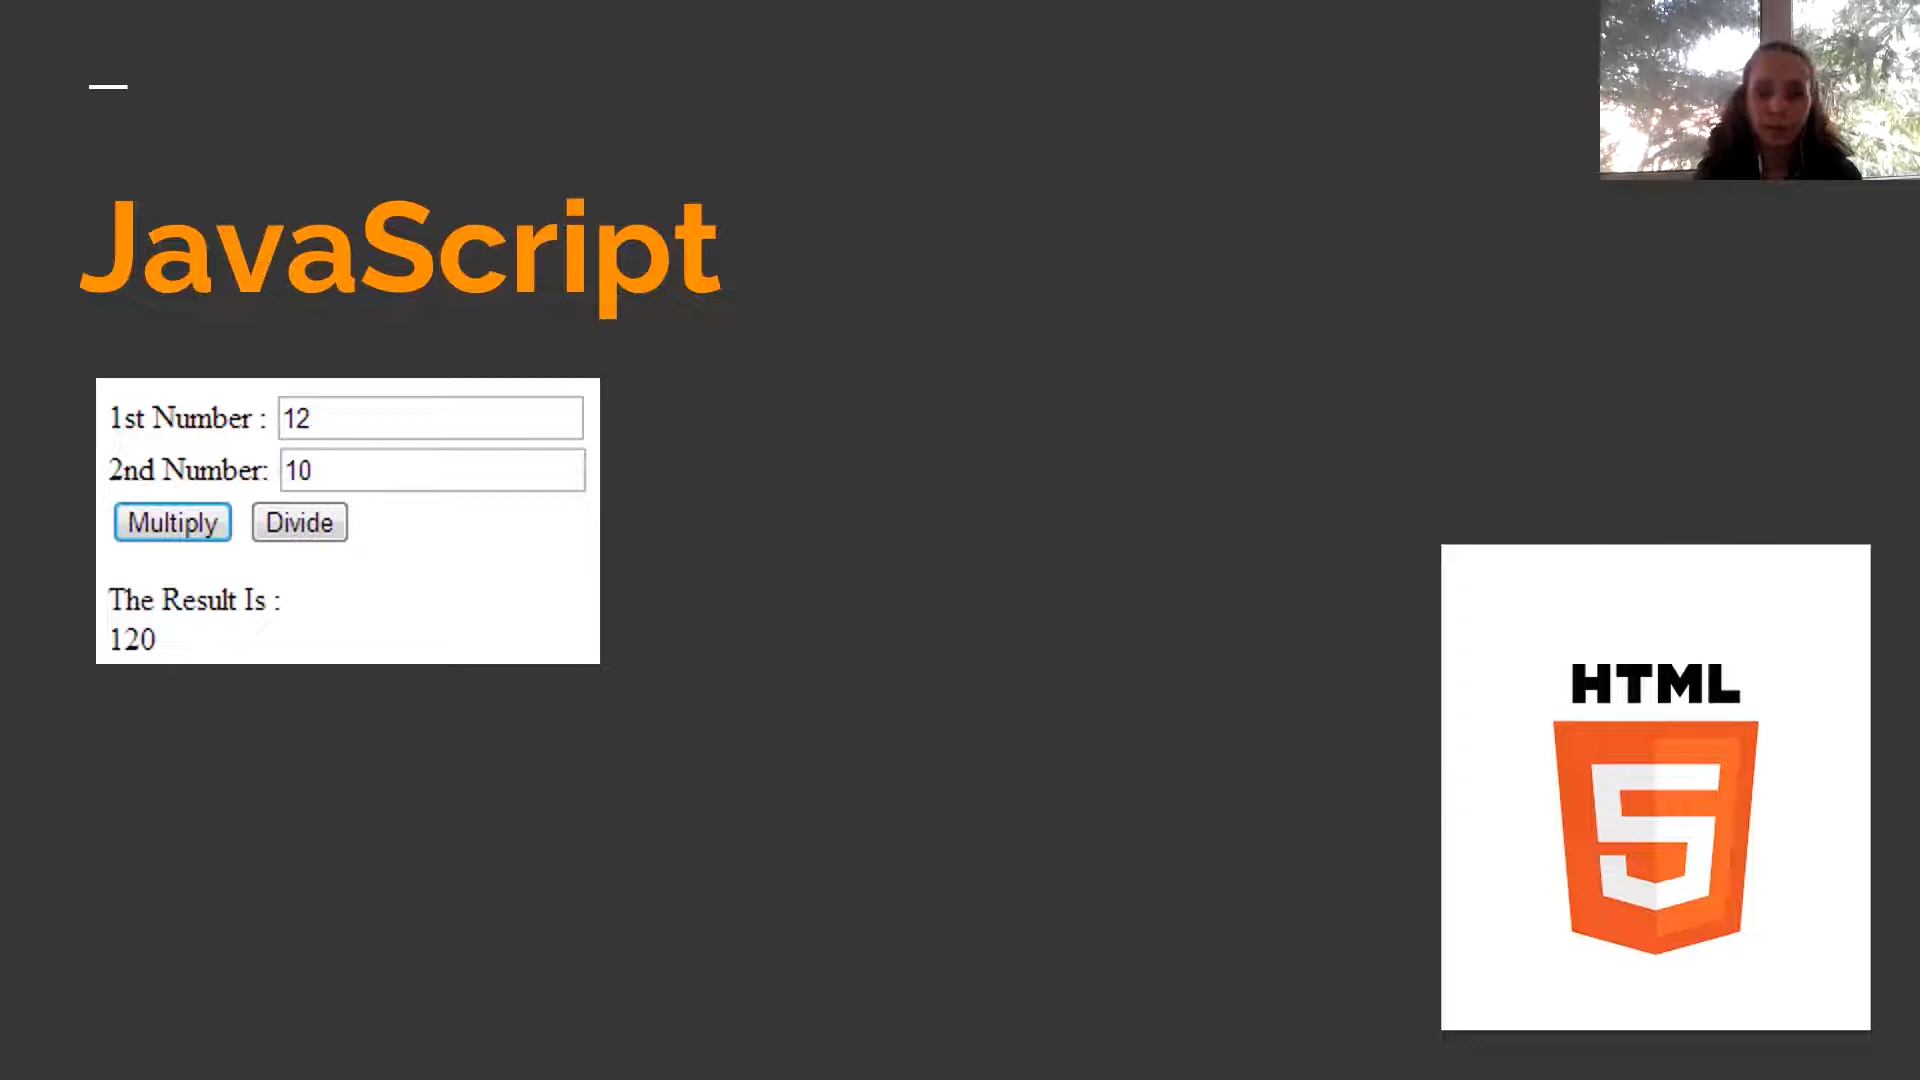 JavaScript
1st Number : 12
2nd Number: 10
Multiply Divide
The Result Is :
120
HTML
5